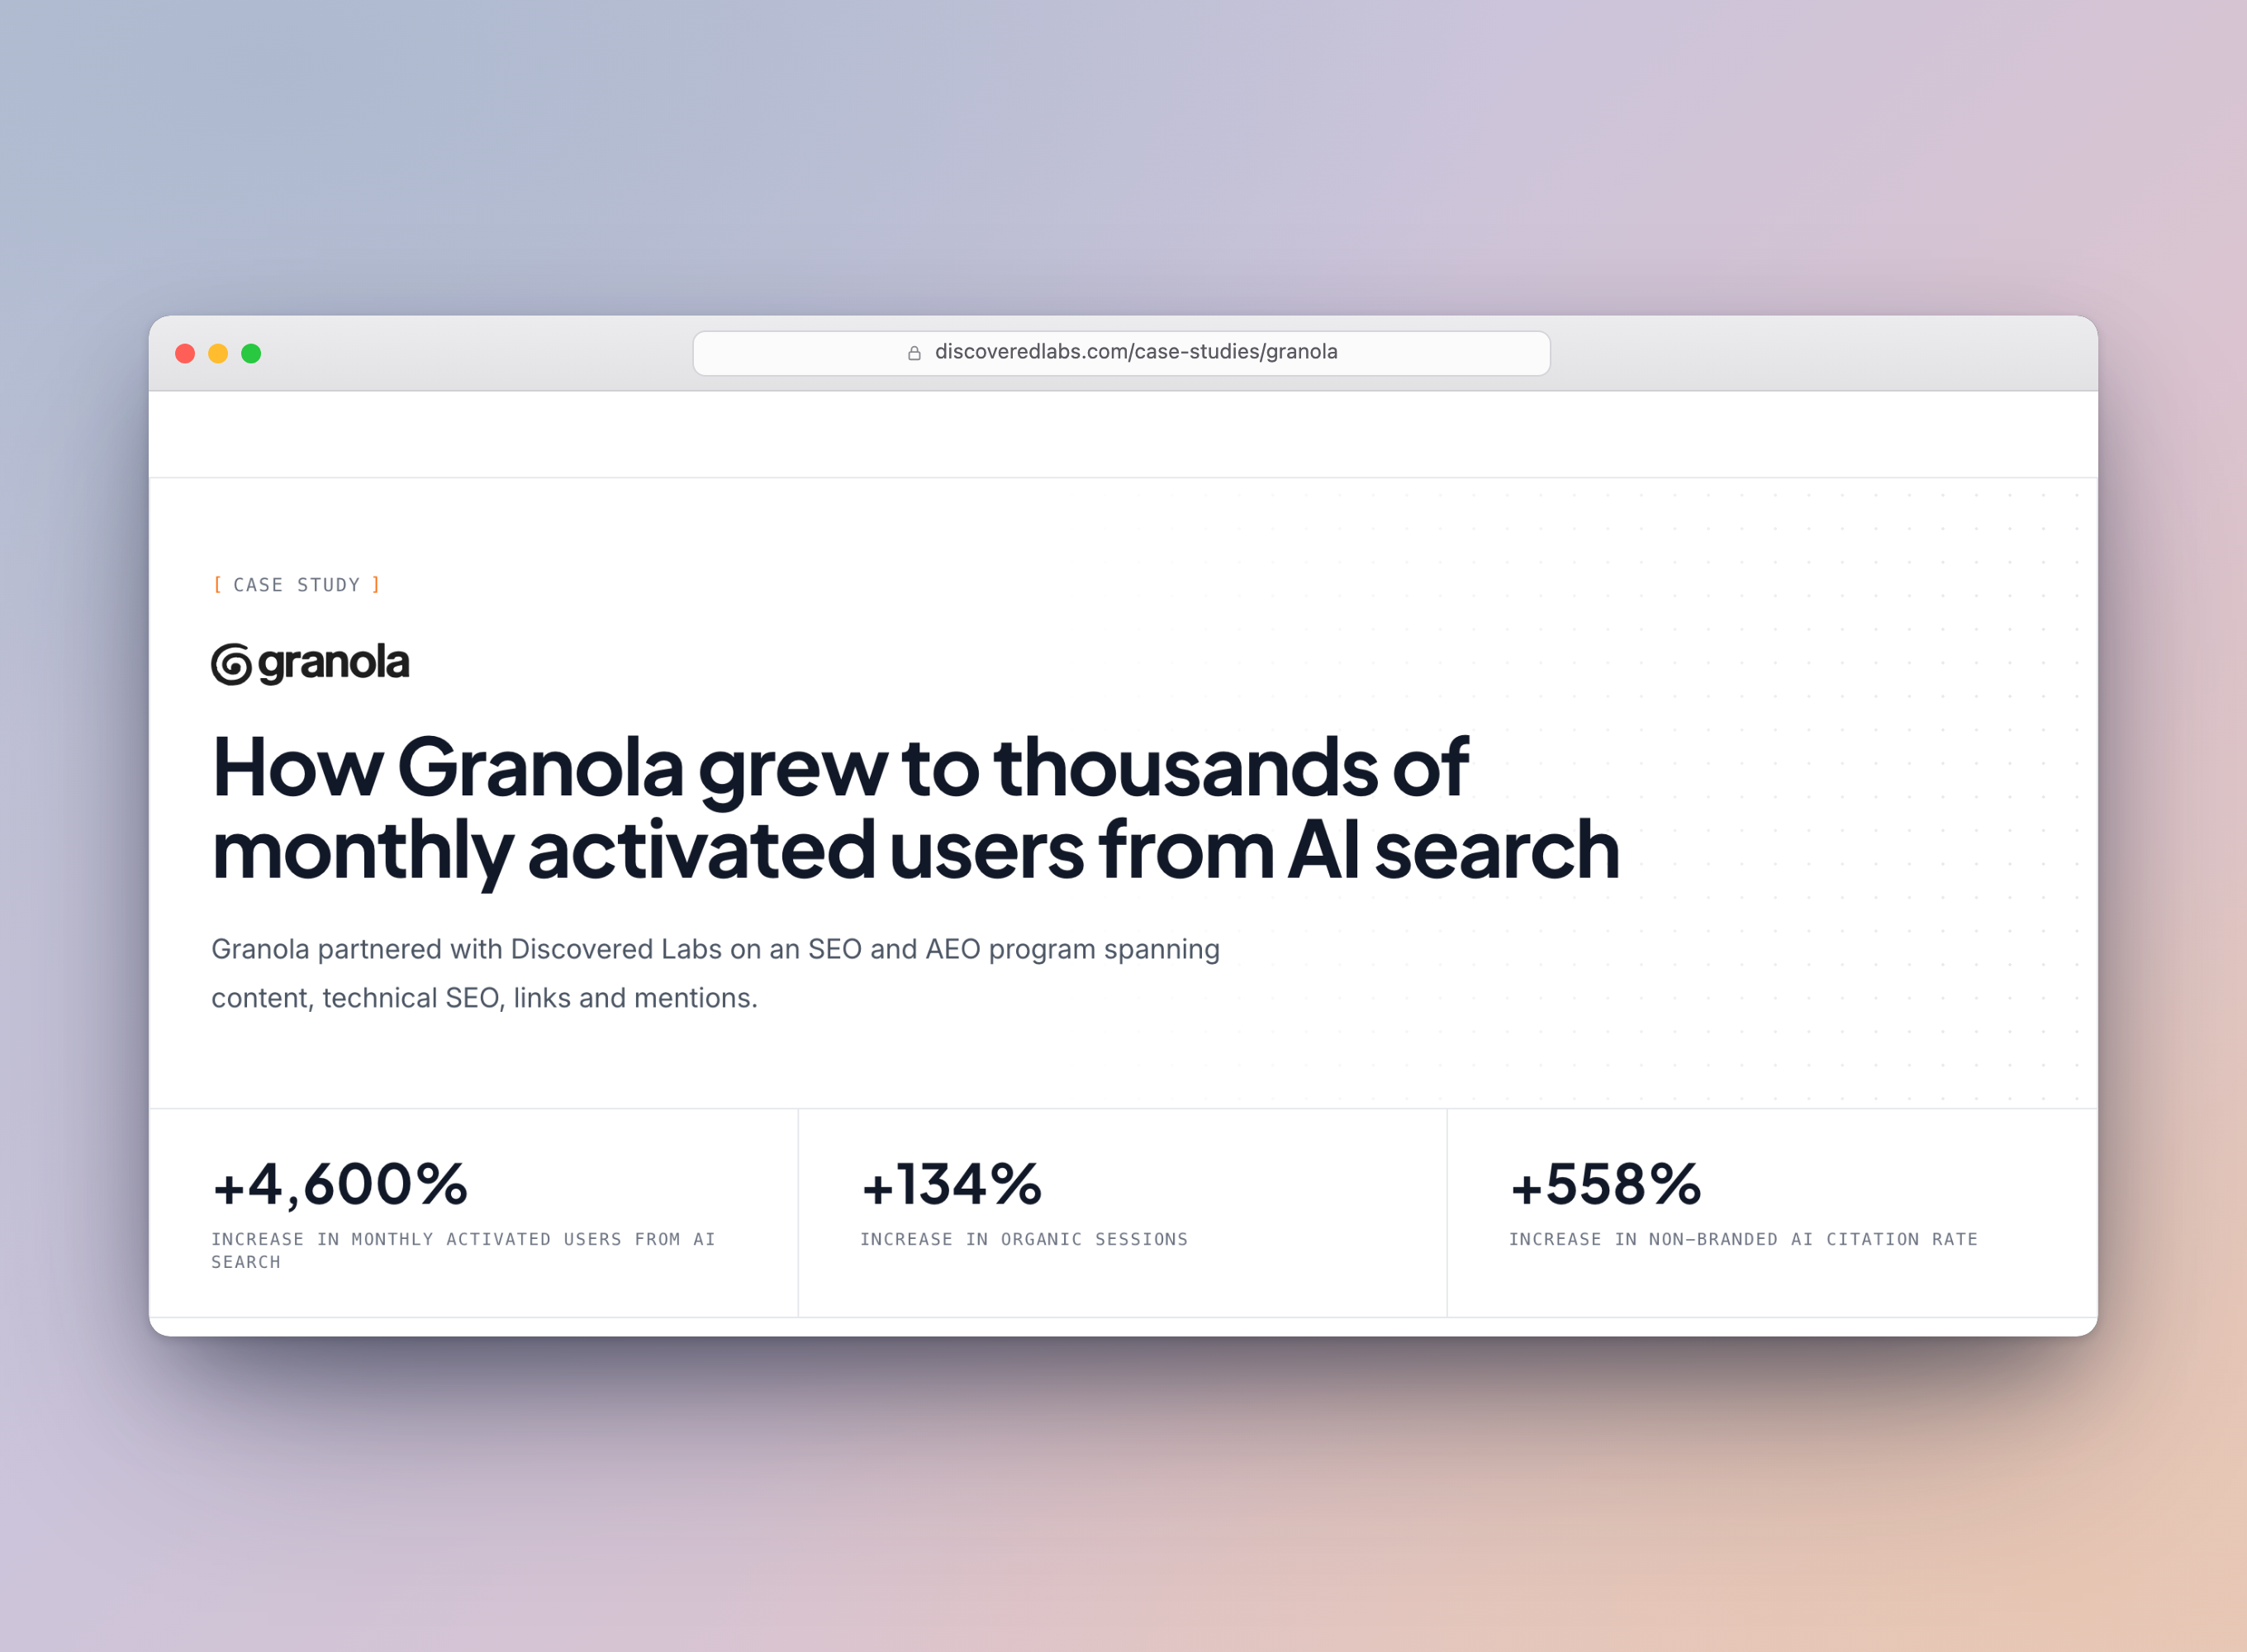 discoveredlabs.com/case-studies/granola
[ CASE STUDY ]
granola
How Granola grew to thousands of
monthly activated users from AI search
Granola partnered with Discovered Labs on an SEO and AEO program spanning
content, technical SEO, links and mentions.
+4,600%
INCREASE IN MONTHLY ACTIVATED USERS FROM AI
SEARCH
+134%
INCREASE IN ORGANIC SESSIONS
+558%
INCREASE IN NON–BRANDED AI CITATION RATE